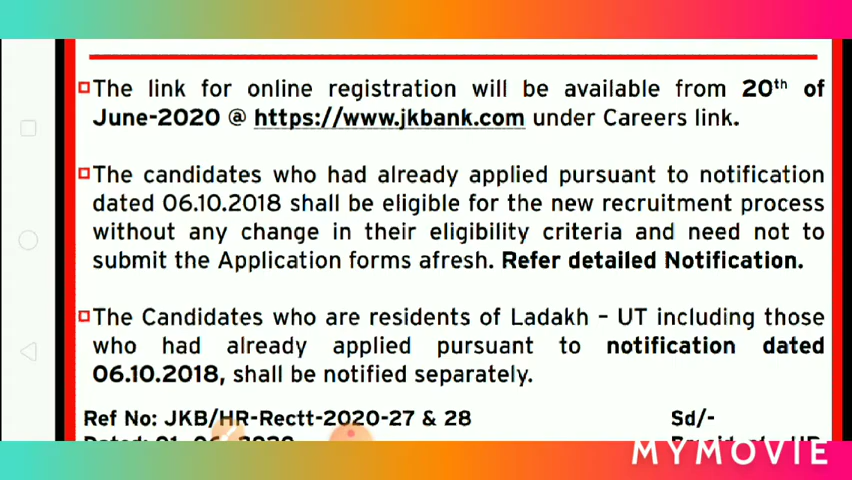 The link for online registration will be available from 20th of
June-2020 @ https://www.jkbank.com under Careers link.
The candidates who had already applied pursuant to notification
dated 06.10.2018 shall be eligible for the new recruitment process
without any change in their eligibility criteria and need not to
submit the Application forms afresh. Refer detailed Notification.
The Candidates who are residents of Ladakh – UT including those
who had already applied pursuant to notification dated
06.10.2018, shall be notified separately.
Ref No: JKB/HR-Rectt-2020-27 & 28 Sd/-
Dated: 01-06-2020
MYMOVIE